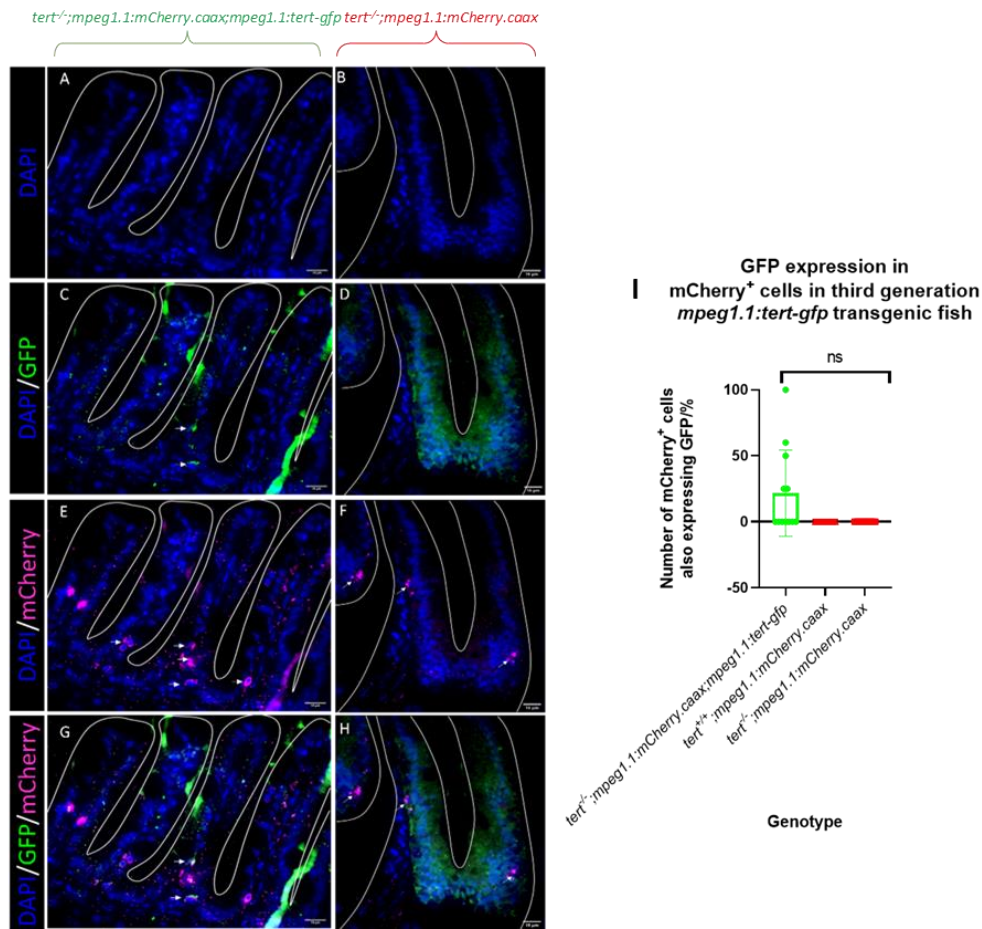 tert-/-;mpeg1.1:mCherry.caax;mpeg1.1:tert-gfp tert-/-;mpeg1.1:mCherry.caax
DAPI
A
B
DAPI/GFP
C
D
DAPI/mCherry
E
F
DAPI/GFP/mCherry
G
H
I
GFP expression in
mCherry+ cells in third generation
mpeg1.1:tert-gfp transgenic fish
ns
Number of mCherry+ cells
also expressing GFP/%
100
50
0
-50
tert-/-;mpeg1.1:mCherry.caax;mpeg1.1:tert-gfp
tert+/+;mpeg1.1:mCherry.caax
tert-/-;mpeg1.1:mCherry.caax
Genotype